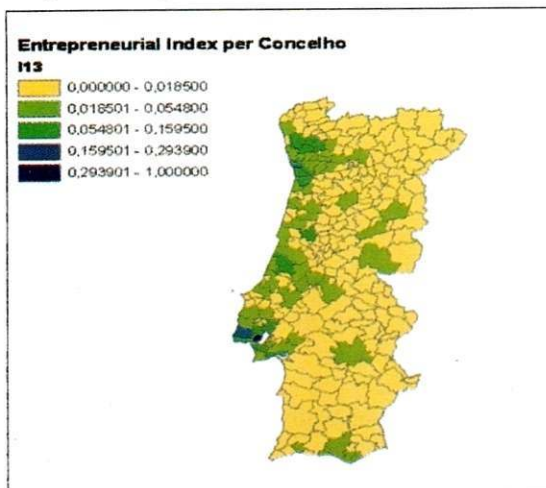 Entrepreneurial Index per Concelho
I13
0,000000 - 0,018500
0,018501 - 0,054800
0,054801 - 0,159500
0,159501 - 0,293900
0,293901 - 1,000000